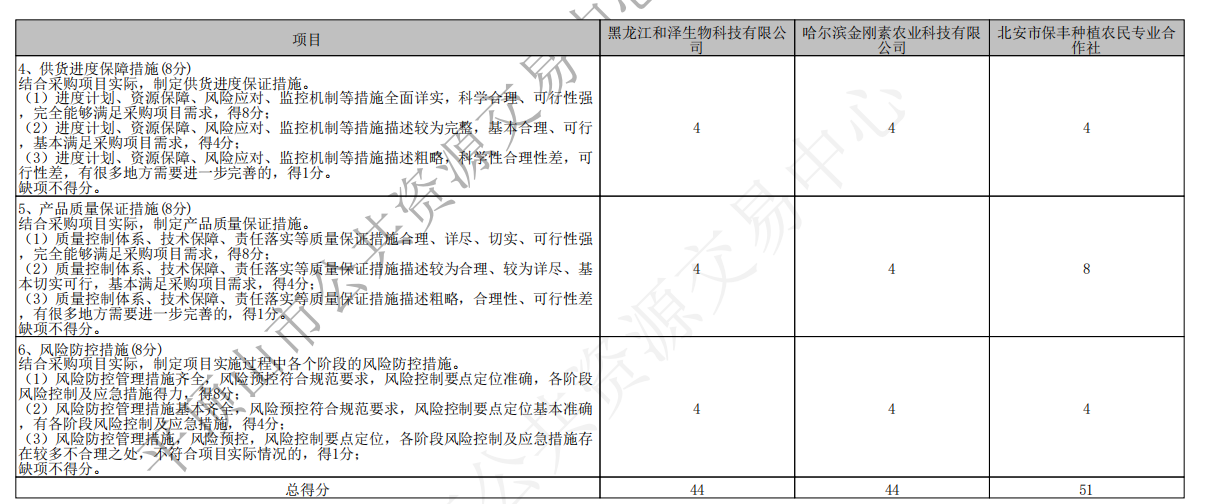 项目
黑龙江和泽生物科技有限公
司
哈尔滨金刚素农业科技有限
公司
北安市保丰种植农民专业合
作社
4、供货进度保障措施(8分)
结合采购项目实际，制定供货进度保证措施。
（1）进度计划、资源保障、风险应对、监控机制等措施全面详实，科学合理、可行性强
，完全能够满足采购项目需求，得8分；
（2）进度计划、资源保障、风险应对、监控机制等措施描述较为完整，基本合理、可行
，基本满足采购项目需求，得4分；
（3）进度计划、资源保障、风险应对、监控机制等措施描述粗略，科学性合理性差，可
行性差，有很多地方需要进一步完善的，得1分。
缺项不得分。
4
4
4
5、产品质量保证措施(8分)
结合采购项目实际，制定产品质量保证措施。
（1）质量控制体系、技术保障、责任落实等质量保证措施合理、详尽、切实、可行性强
，完全能够满足采购项目需求，得8分；
（2）质量控制体系、技术保障、责任落实等质量保证措施描述较为合理、较为详尽、基
本切实可行，基本满足采购项目需求，得4分；
（3）质量控制体系、技术保障、责任落实等质量保证措施描述粗略，合理性、可行性差
，有很多地方需要进一步完善的，得1分。
缺项不得分。
4
4
8
6、风险防控措施(8分)
结合采购项目实际，制定项目实施过程中各个阶段的风险防控措施。
（1）风险防控管理措施齐全，风险预控符合规范要求，风险控制要点定位准确，各阶段
风险控制及应急措施得力，得8分；
（2）风险防控管理措施基本齐全，风险预控符合规范要求，风险控制要点定位基本准确
，有各阶段风险控制及应急措施，得4分；
（3）风险防控管理措施，风险预控，风险控制要点定位，各阶段风险控制及应急措施存
在较多不合理之处，不符合项目实际情况的，得1分；
缺项不得分。
4
4
4
总得分
44
44
51
平顶山市公共资源交易中心
公共资源交易中心